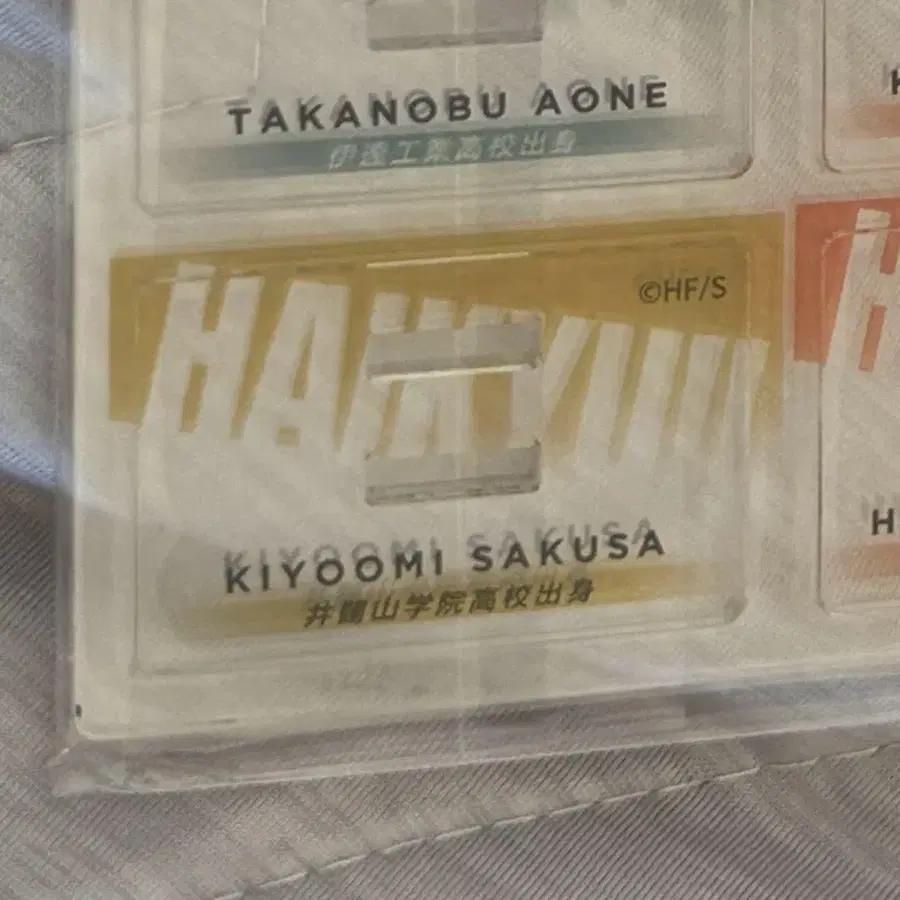 TAKANOBU AONE
伊達工業高校出身
©HF/S
HAIKYU!!
KIYOOMI SAKUSA
井闥山学院高校出身
H
H
H